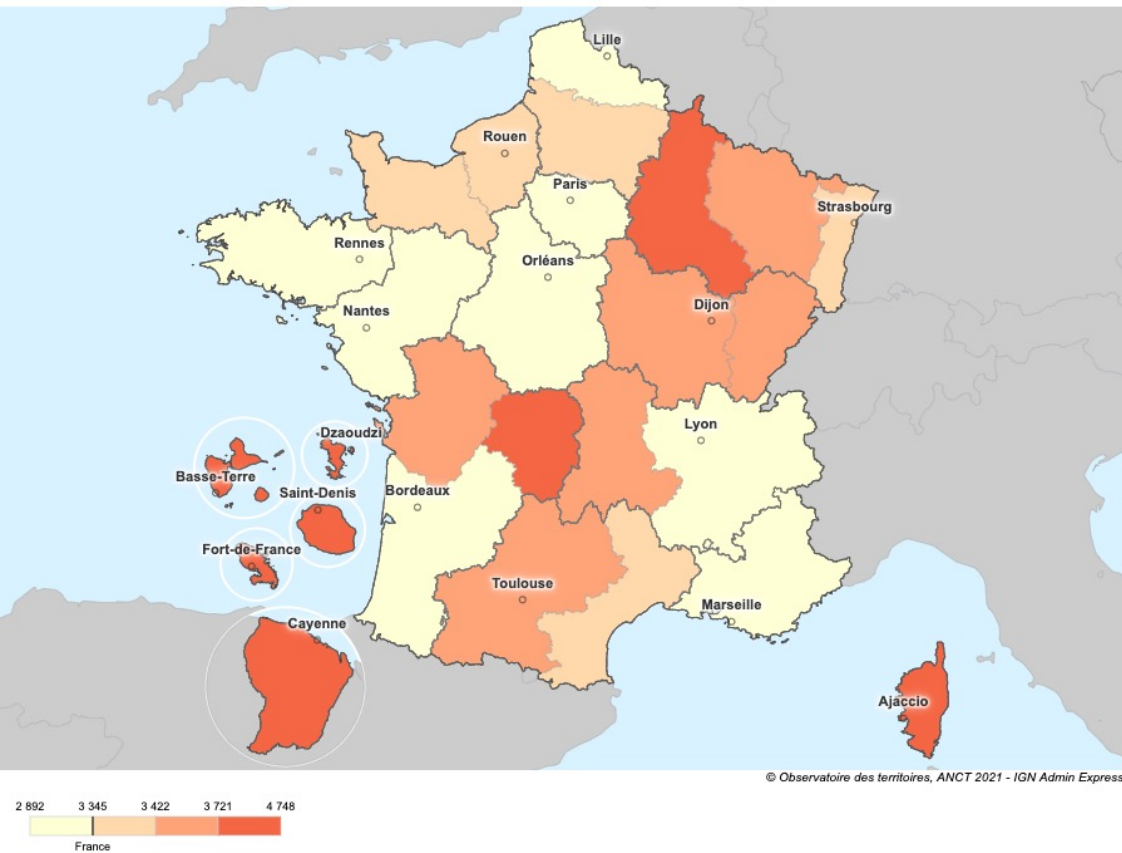 Lille
Rouen
Paris
Strasbourg
Rennes
Orléans
Nantes
Dijon
Lyon
Dzaoudzi
Basse-Terre
Saint-Denis
Bordeaux
Fort-de-France
Toulouse
Marseille
Cayenne
Ajaccio
© Observatoire des territoires, ANCT 2021 - IGN Admin Express
2 892 3 345 3 422 3 721 4 748
France